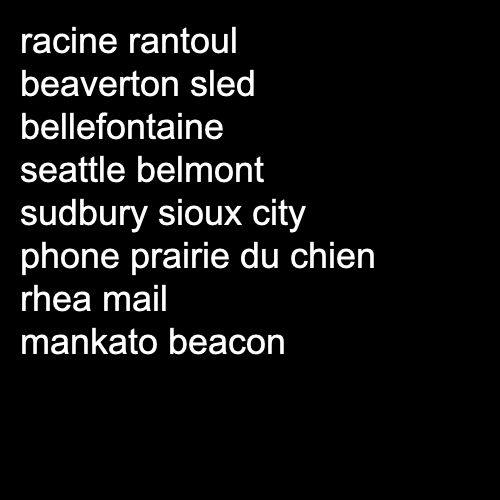 racine rantoul
beaverton sled
bellefontaine
seattle belmont
sudbury sioux city
phone prairie du chien
rhea mail
mankato beacon